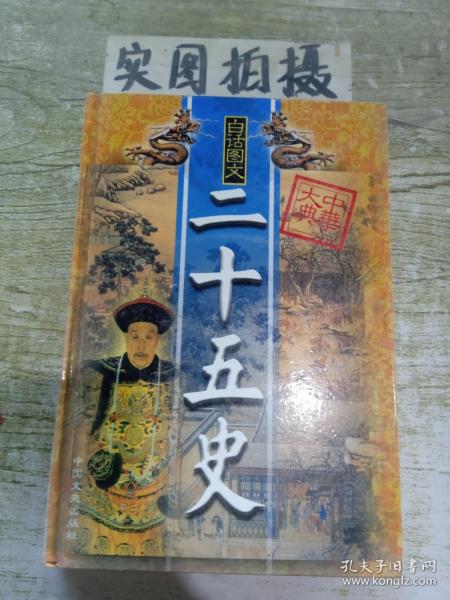 实图拍摄
白话图文
二十五史
中華
大典
中国文史出版社
孔夫子旧书网
www.kongfz.com